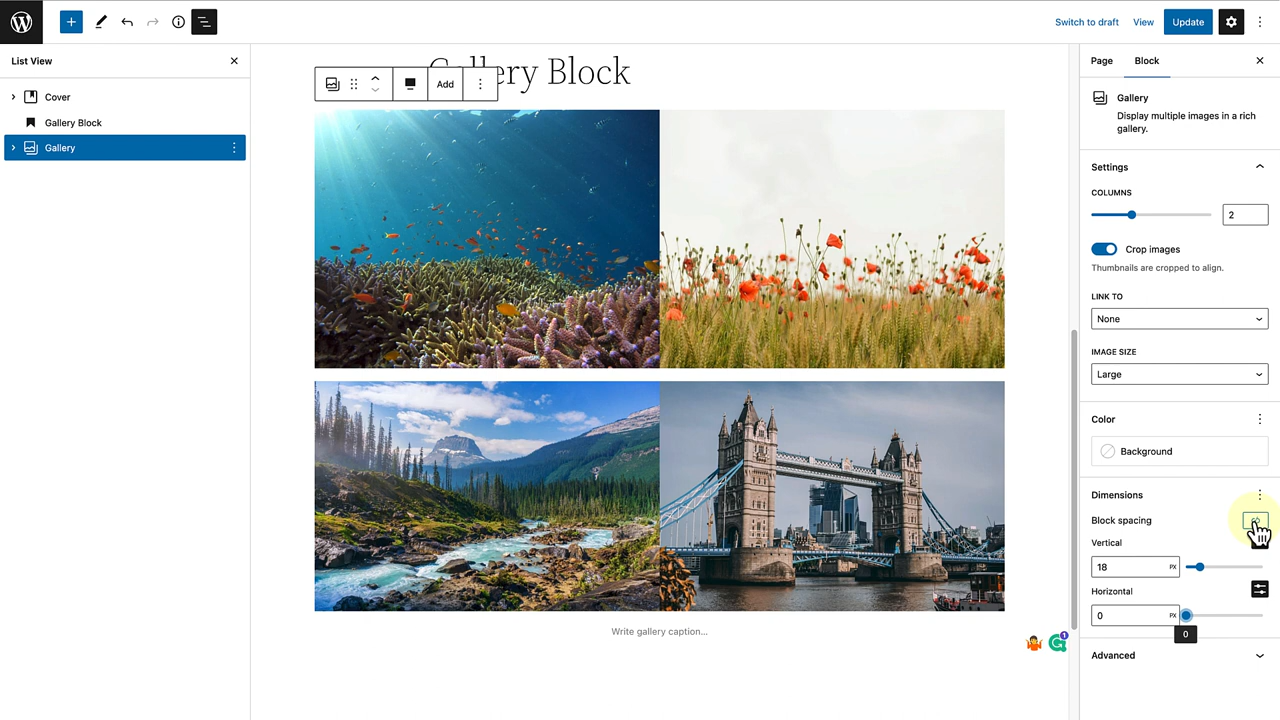 Switch to draft
View
Update
List View
Cover
Gallery Block
Gallery
Gallery Block
Add
Write gallery caption...
1
Page
Block
Gallery
Display multiple images in a rich
gallery.
Settings
COLUMNS
2
Crop images
Thumbnails are cropped to align.
LINK TO
None
IMAGE SIZE
Large
Color
Background
Dimensions
Block spacing
Vertical
18 PX
Horizontal
0 PX
0
Advanced